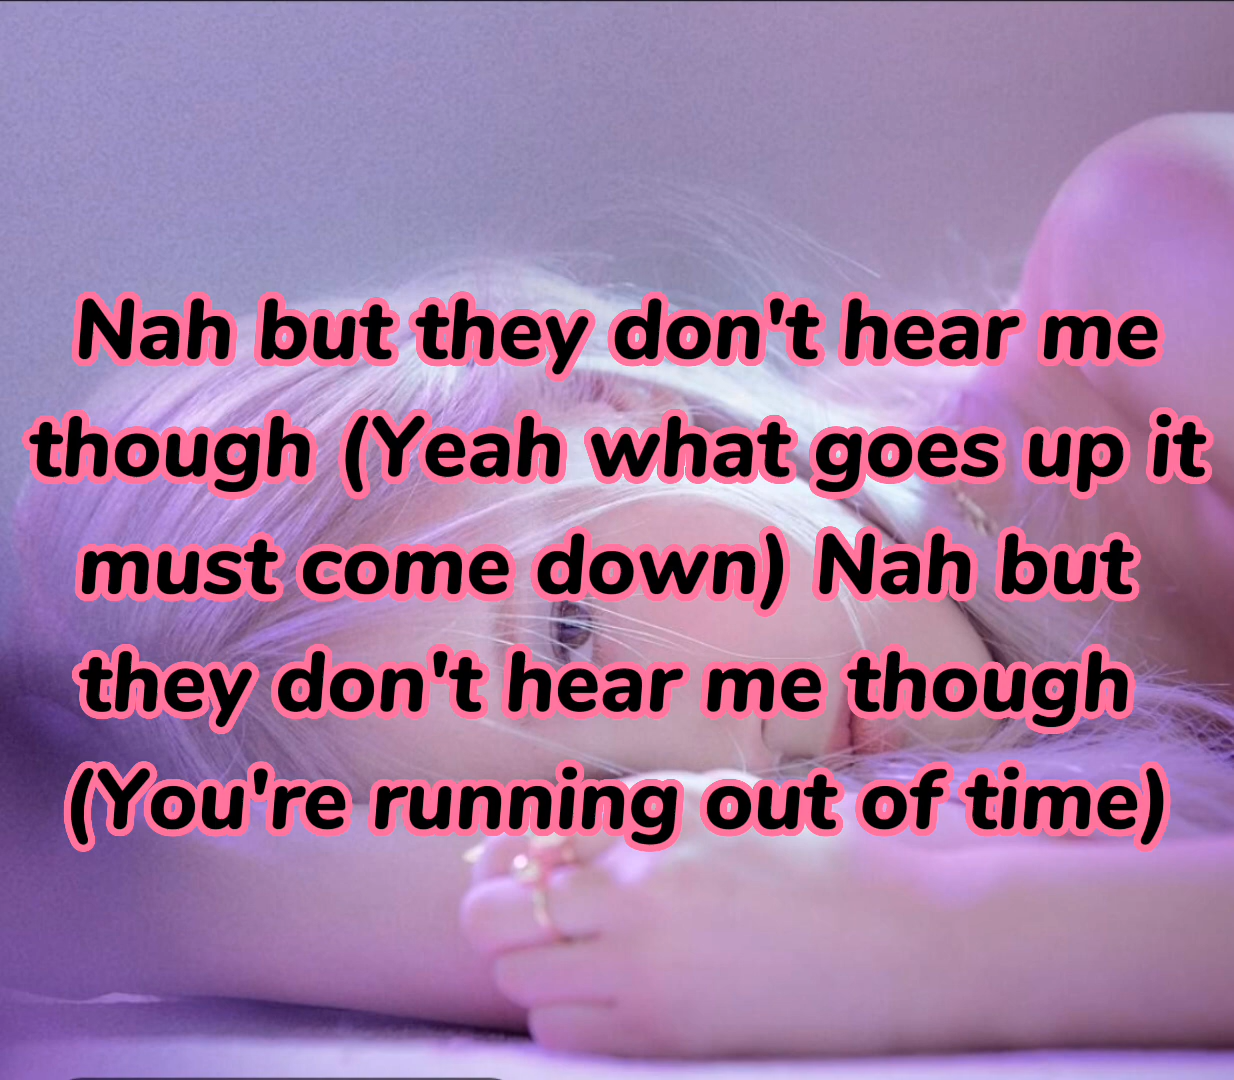 Nah but they don't hear me
though (Yeah what goes up it
must come down) Nah but
they don't hear me though
(You're running out of time)